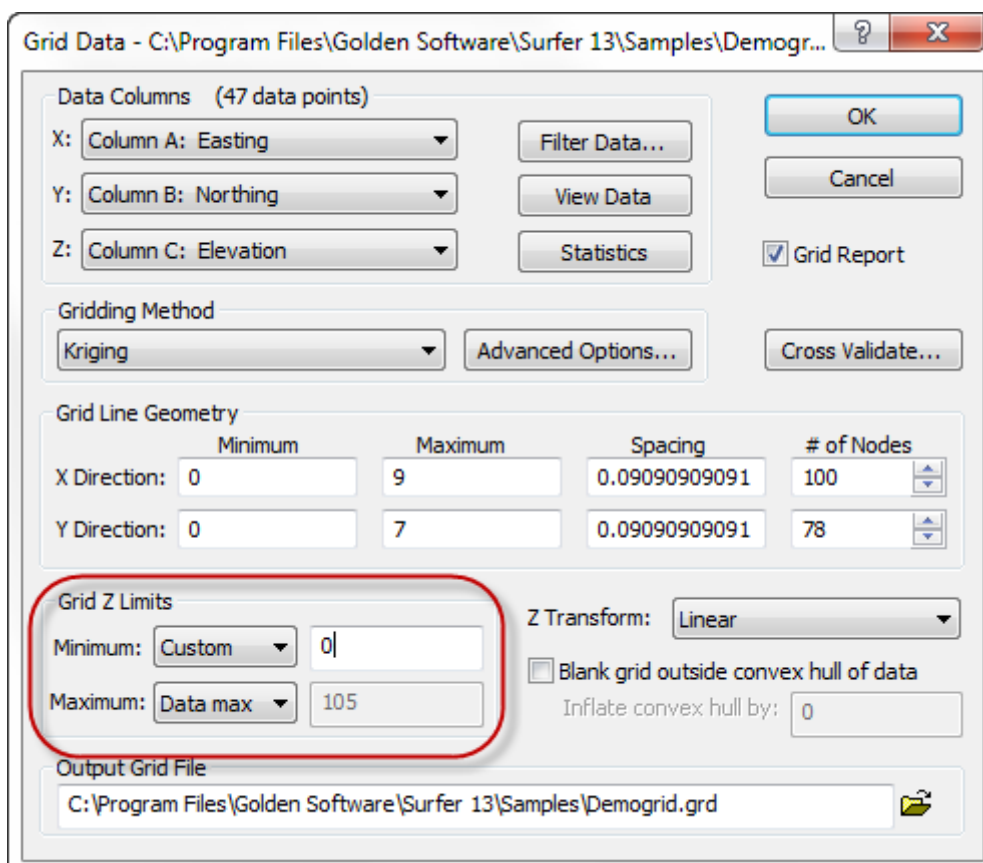 Grid Data - C:\Program Files\Golden Software\Surfer 13\Samples\Demogr...
Data Columns (47 data points)
X: Column A: Easting
Filter Data...
OK
Y: Column B: Northing
View Data
Cancel
Z: Column C: Elevation
Statistics
Grid Report
Gridding Method
Kriging
Advanced Options...
Cross Validate...
Grid Line Geometry
Minimum Maximum Spacing # of Nodes
X Direction: 0 9 0.09090909091 100
Y Direction: 0 7 0.09090909091 78
Grid Z Limits
Minimum: Custom 0
Maximum: Data max 105
Z Transform: Linear
Blank grid outside convex hull of data
Inflate convex hull by: 0
Output Grid File
C:\Program Files\Golden Software\Surfer 13\Samples\Demogrid.grd